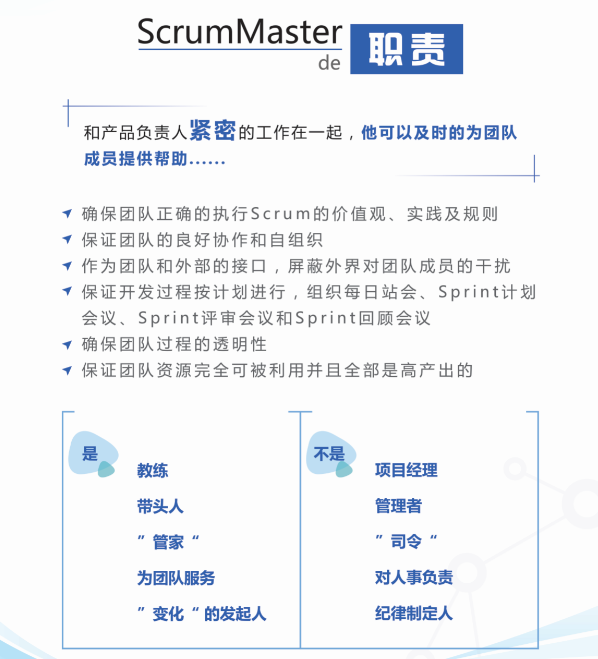 ScrumMaster
de 职责
和产品负责人紧密的工作在一起，他可以及时的为团队
成员提供帮助……
确保团队正确的执行Scrum的价值观、实践及规则
保证团队的良好协作和自组织
作为团队和外部的接口，屏蔽外界对团队成员的干扰
保证开发过程按计划进行，组织每日站会、Sprint计划
会议、Sprint评审会议和Sprint回顾会议
确保团队过程的透明性
保证团队资源完全可被利用并且全部是高产出的
是
教练
带头人
”管家“
为团队服务
”变化“的发起人
不是
项目经理
管理者
”司令“
对人事负责
纪律制定人